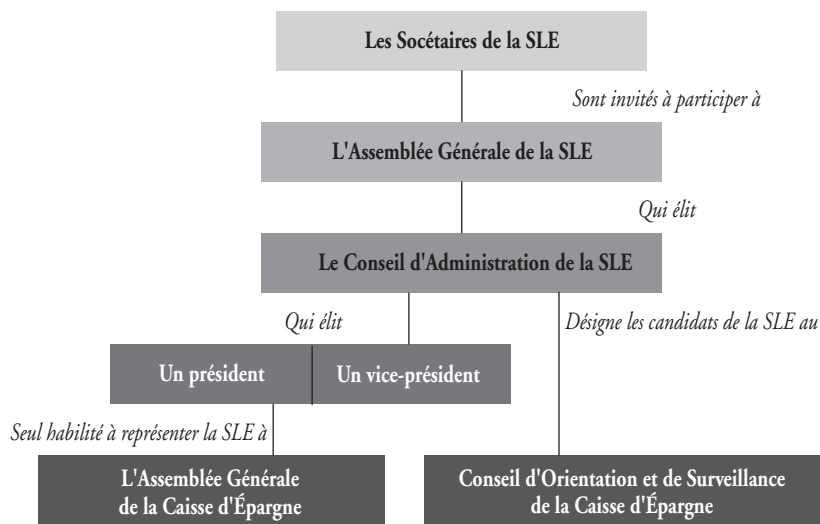 Les Socétaires de la SLE
Sont invités à participer à
L'Assemblée Générale de la SLE
Qui élit
Le Conseil d'Administration de la SLE
Qui élit
Désigne les candidats de la SLE au
Un président
Un vice-président
Seul habilité à représenter la SLE à
L'Assemblée Générale
de la Caisse d'Épargne
Conseil d'Orientation et de Surveillance
de la Caisse d'Épargne